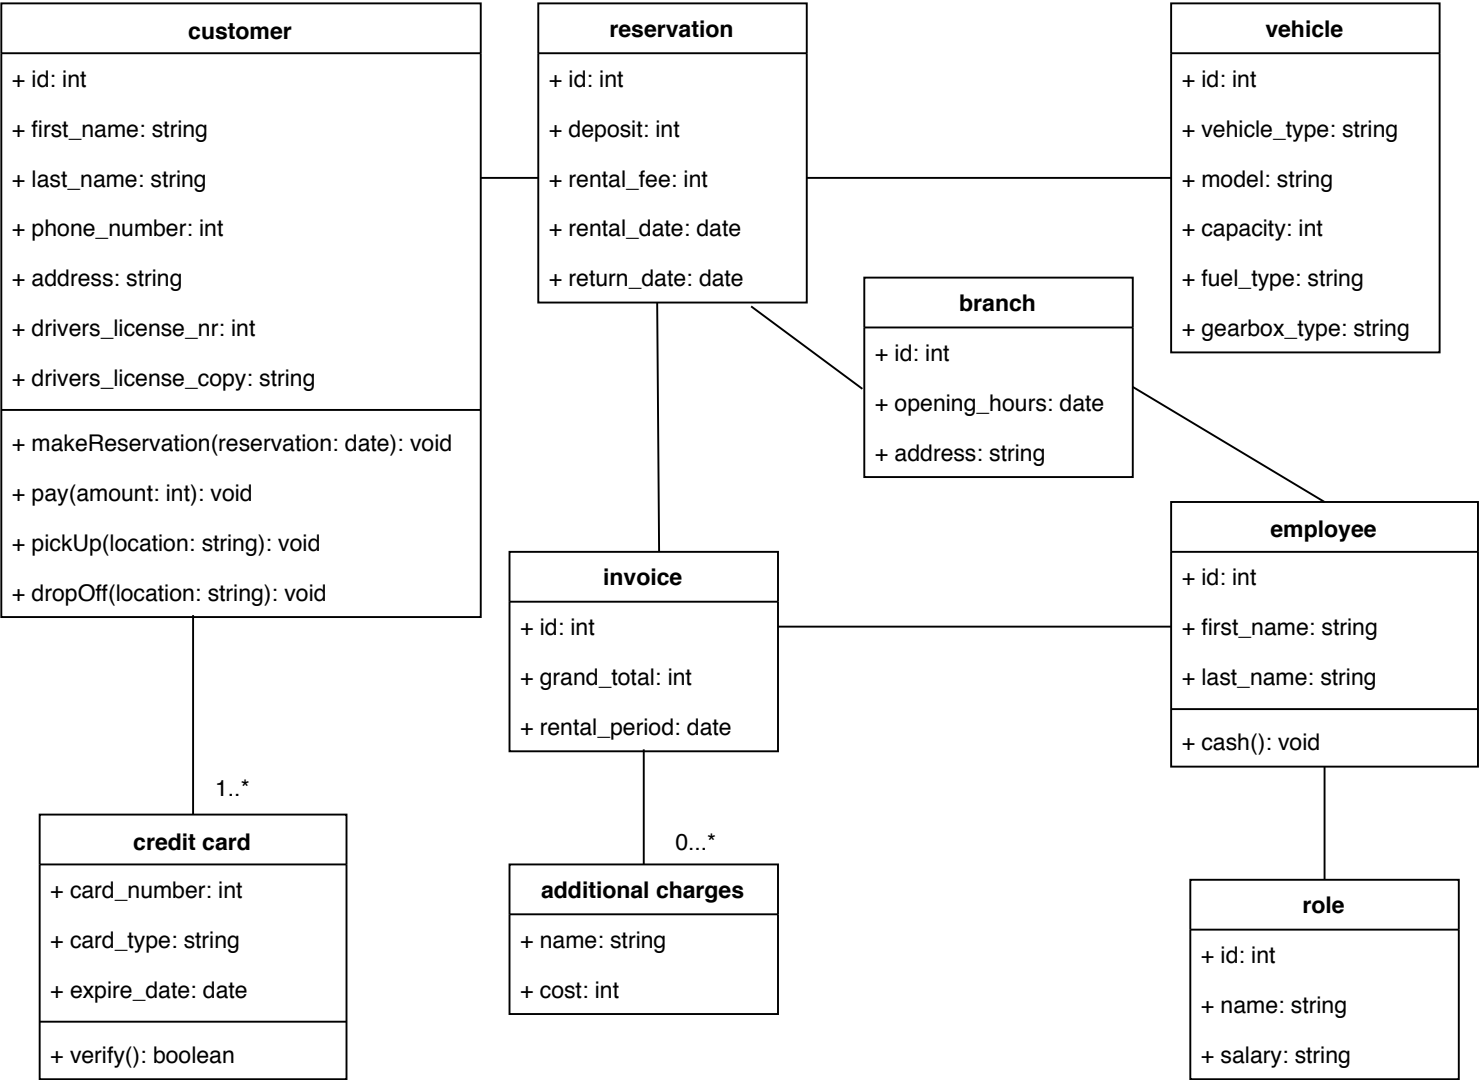 customer
+ id: int
+ first_name: string
+ last_name: string
+ phone_number: int
+ address: string
+ drivers_license_nr: int
+ drivers_license_copy: string
+ makeReservation(reservation: date): void
+ pay(amount: int): void
+ pickUp(location: string): void
+ dropOff(location: string): void
reservation
+ id: int
+ deposit: int
+ rental_fee: int
+ rental_date: date
+ return_date: date
vehicle
+ id: int
+ vehicle_type: string
+ model: string
+ capacity: int
+ fuel_type: string
+ gearbox_type: string
branch
+ id: int
+ opening_hours: date
+ address: string
invoice
+ id: int
+ grand_total: int
+ rental_period: date
employee
+ id: int
+ first_name: string
+ last_name: string
+ cash(): void
1..*
credit card
+ card_number: int
+ card_type: string
+ expire_date: date
+ verify(): boolean
0...*
additional charges
+ name: string
+ cost: int
role
+ id: int
+ name: string
+ salary: string